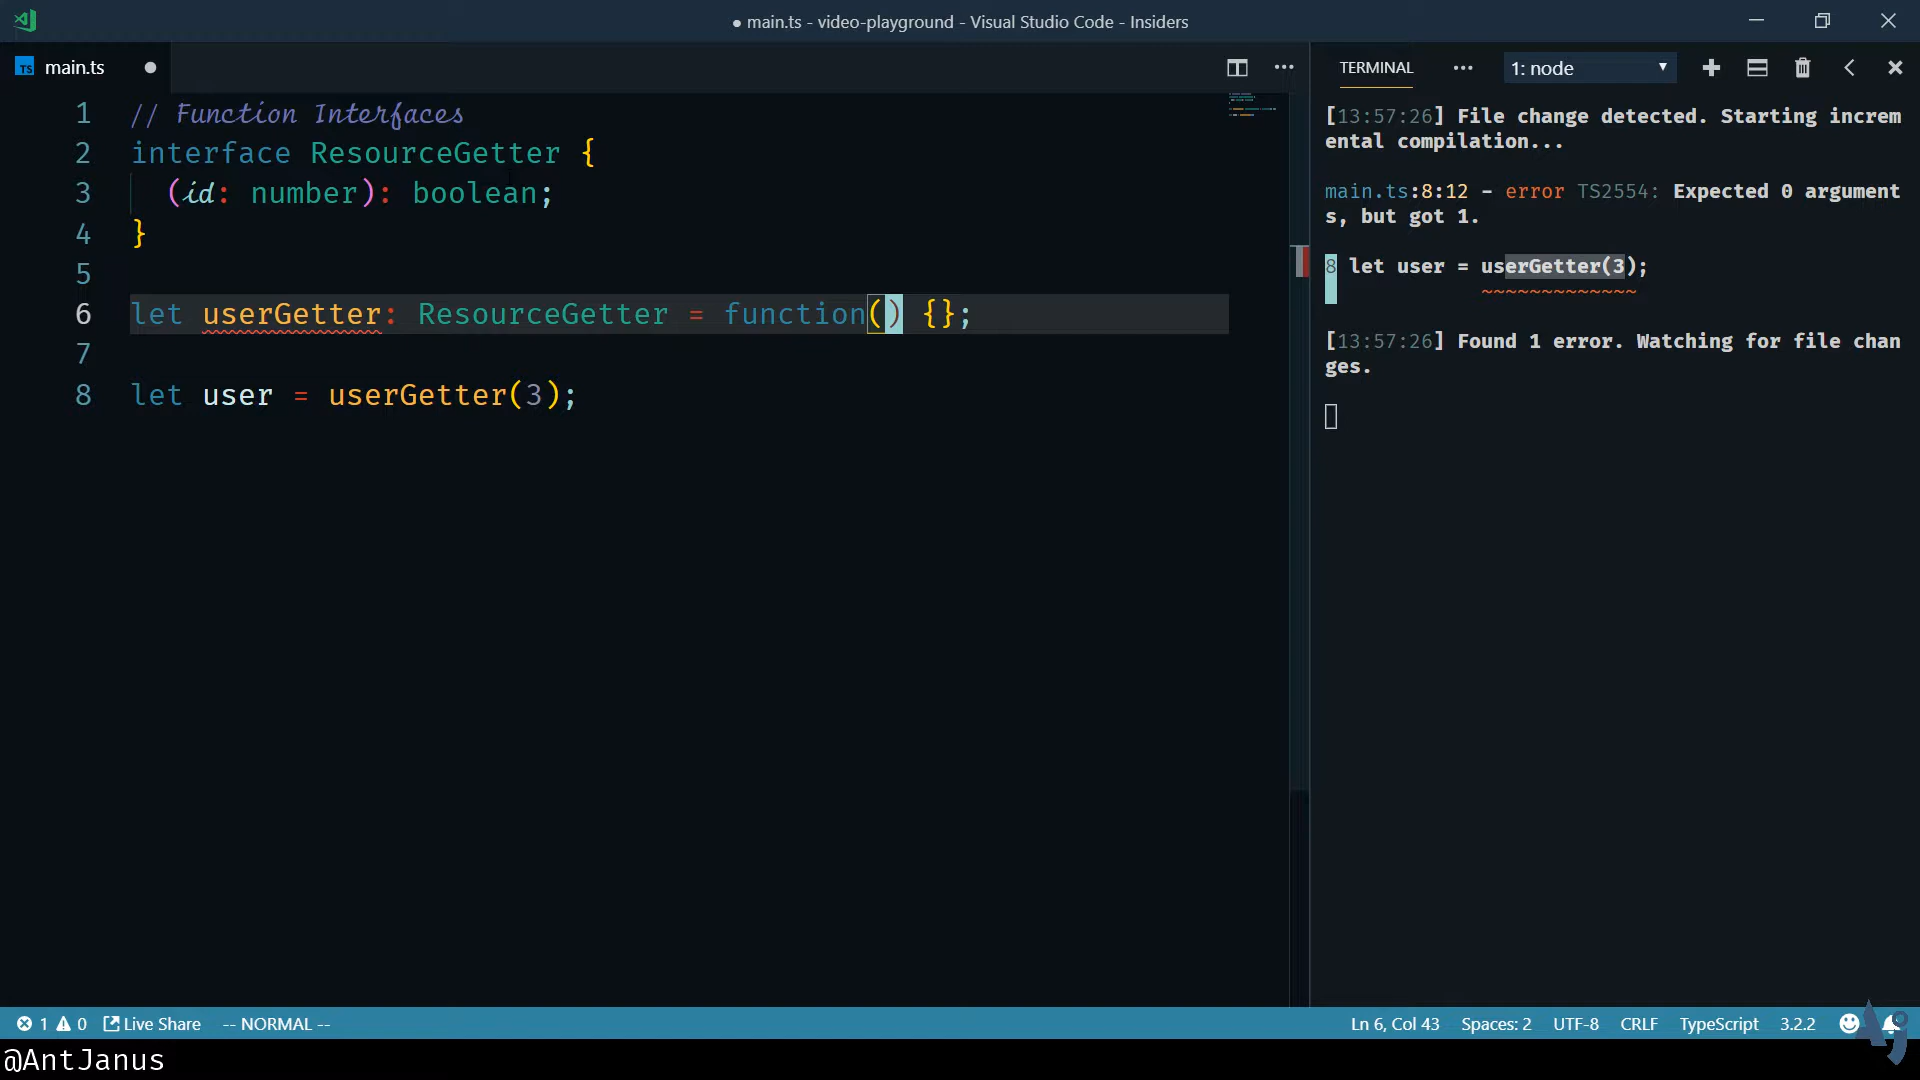 ● main.ts - video-playground - Visual Studio Code - Insiders
TS main.ts ●
1 // Function Interfaces
2 interface ResourceGetter {
3 (id: number): boolean;
4 }
5
6 let userGetter: ResourceGetter = function() {};
7
8 let user = userGetter(3);
TERMINAL ··· 1: node
[13:57:26] File change detected. Starting increm
ental compilation...
main.ts:8:12 - error TS2554: Expected 0 argument
s, but got 1.
8 let user = userGetter(3);
~~~~~~~~~~~~~
[13:57:26] Found 1 error. Watching for file chan
ges.
1 0 Live Share -- NORMAL -- Ln 6, Col 43 Spaces: 2 UTF-8 CRLF TypeScript 3.2.2
@AntJanus
AJ